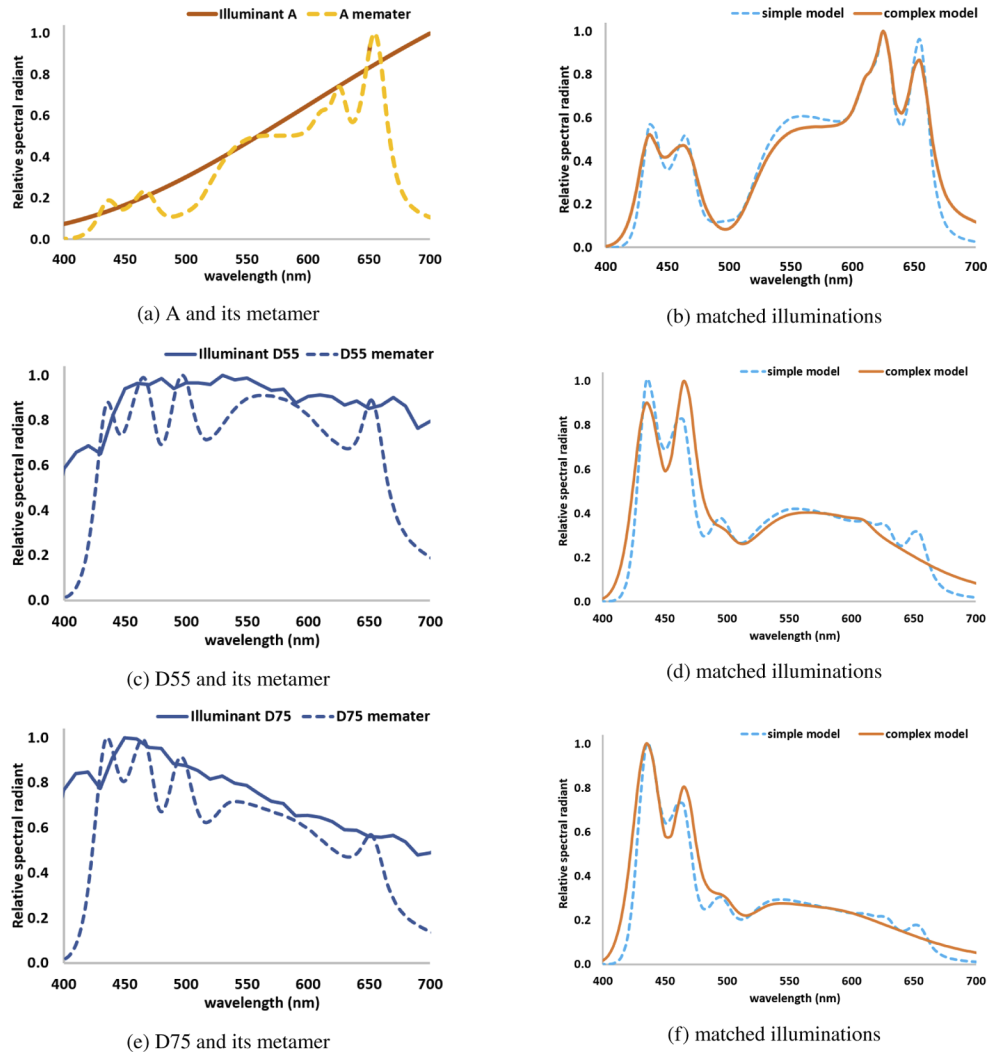 Illuminant A A memater
Relative spectral radiant
1.0
0.8
0.6
0.4
0.2
0.0
400 450 500 550 600 650 700
wavelength (nm)
(a) A and its metamer
simple model complex model
Relative spectral radiant
1.0
0.8
0.6
0.4
0.2
0.0
400 450 500 550 600 650 700
wavelength (nm)
(b) matched illuminations
Illuminant D55 D55 memater
Relative spectral radiant
1.0
0.8
0.6
0.4
0.2
0.0
400 450 500 550 600 650 700
wavelength (nm)
(c) D55 and its metamer
simple model complex model
Relative spectral radiant
1.0
0.8
0.6
0.4
0.2
0.0
400 450 500 550 600 650 700
wavelength (nm)
(d) matched illuminations
Illuminant D75 D75 memater
Relative spectral radiant
1.0
0.8
0.6
0.4
0.2
0.0
400 450 500 550 600 650 700
wavelength (nm)
(e) D75 and its metamer
simple model complex model
Relative spectral radiant
1.0
0.8
0.6
0.4
0.2
0.0
400 450 500 550 600 650 700
wavelength (nm)
(f) matched illuminations